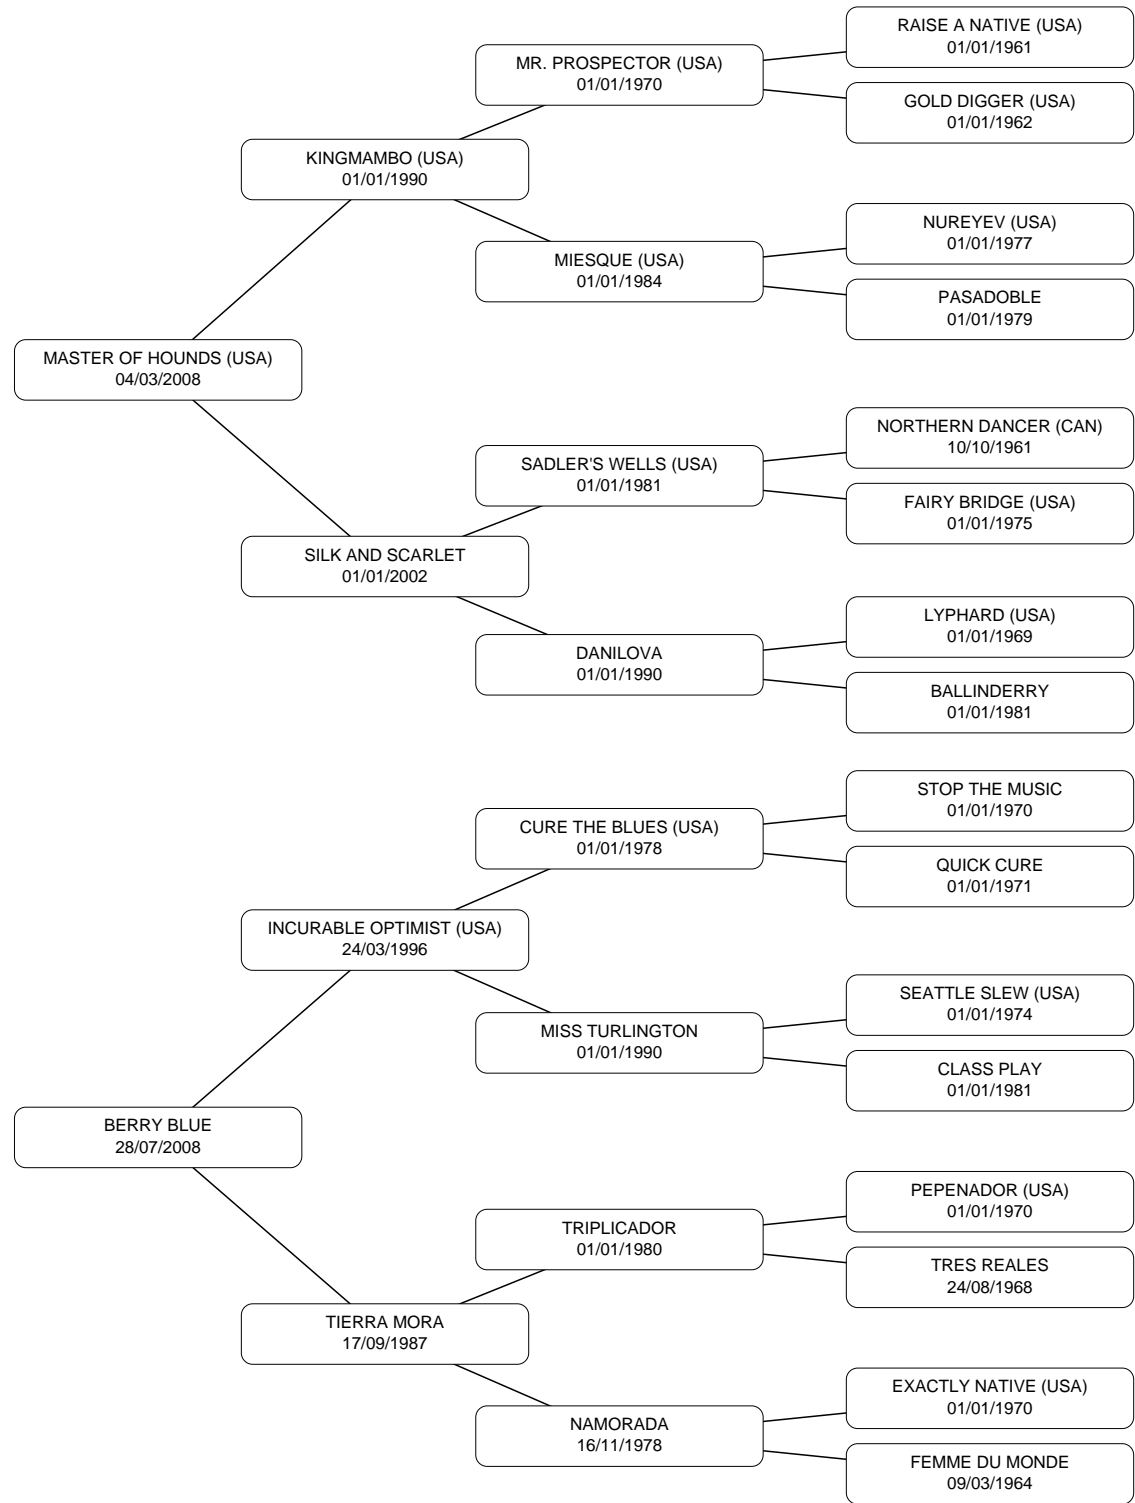 RAISE A NATIVE (USA)
01/01/1961
MR. PROSPECTOR (USA)
01/01/1970
GOLD DIGGER (USA)
01/01/1962
KINGMAMBO (USA)
01/01/1990
NUREYEV (USA)
01/01/1977
MIESQUE (USA)
01/01/1984
PASADOBLE
01/01/1979
MASTER OF HOUNDS (USA)
04/03/2008
NORTHERN DANCER (CAN)
10/10/1961
SADLER'S WELLS (USA)
01/01/1981
FAIRY BRIDGE (USA)
01/01/1975
SILK AND SCARLET
01/01/2002
LYPHARD (USA)
01/01/1969
DANILOVA
01/01/1990
BALLINDERRY
01/01/1981
STOP THE MUSIC
01/01/1970
CURE THE BLUES (USA)
01/01/1978
QUICK CURE
01/01/1971
INCURABLE OPTIMIST (USA)
24/03/1996
SEATTLE SLEW (USA)
01/01/1974
MISS TURLINGTON
01/01/1990
CLASS PLAY
01/01/1981
BERRY BLUE
28/07/2008
PEPENADOR (USA)
01/01/1970
TRIPLICADOR
01/01/1980
TRES REALES
24/08/1968
TIERRA MORA
17/09/1987
EXACTLY NATIVE (USA)
01/01/1970
NAMORADA
16/11/1978
FEMME DU MONDE
09/03/1964